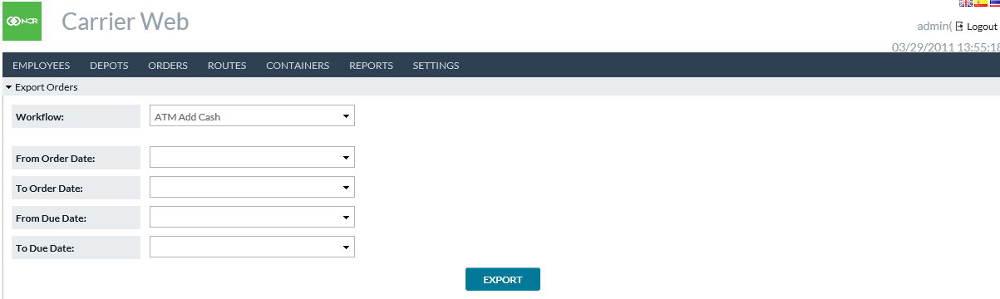 NCR
Carrier Web
admin( Logout
03/29/2011 13:55:18
EMPLOYEES DEPOTS ORDERS ROUTES CONTAINERS REPORTS SETTINGS
Export Orders
Workflow: ATM Add Cash
From Order Date:
To Order Date:
From Due Date:
To Due Date:
EXPORT